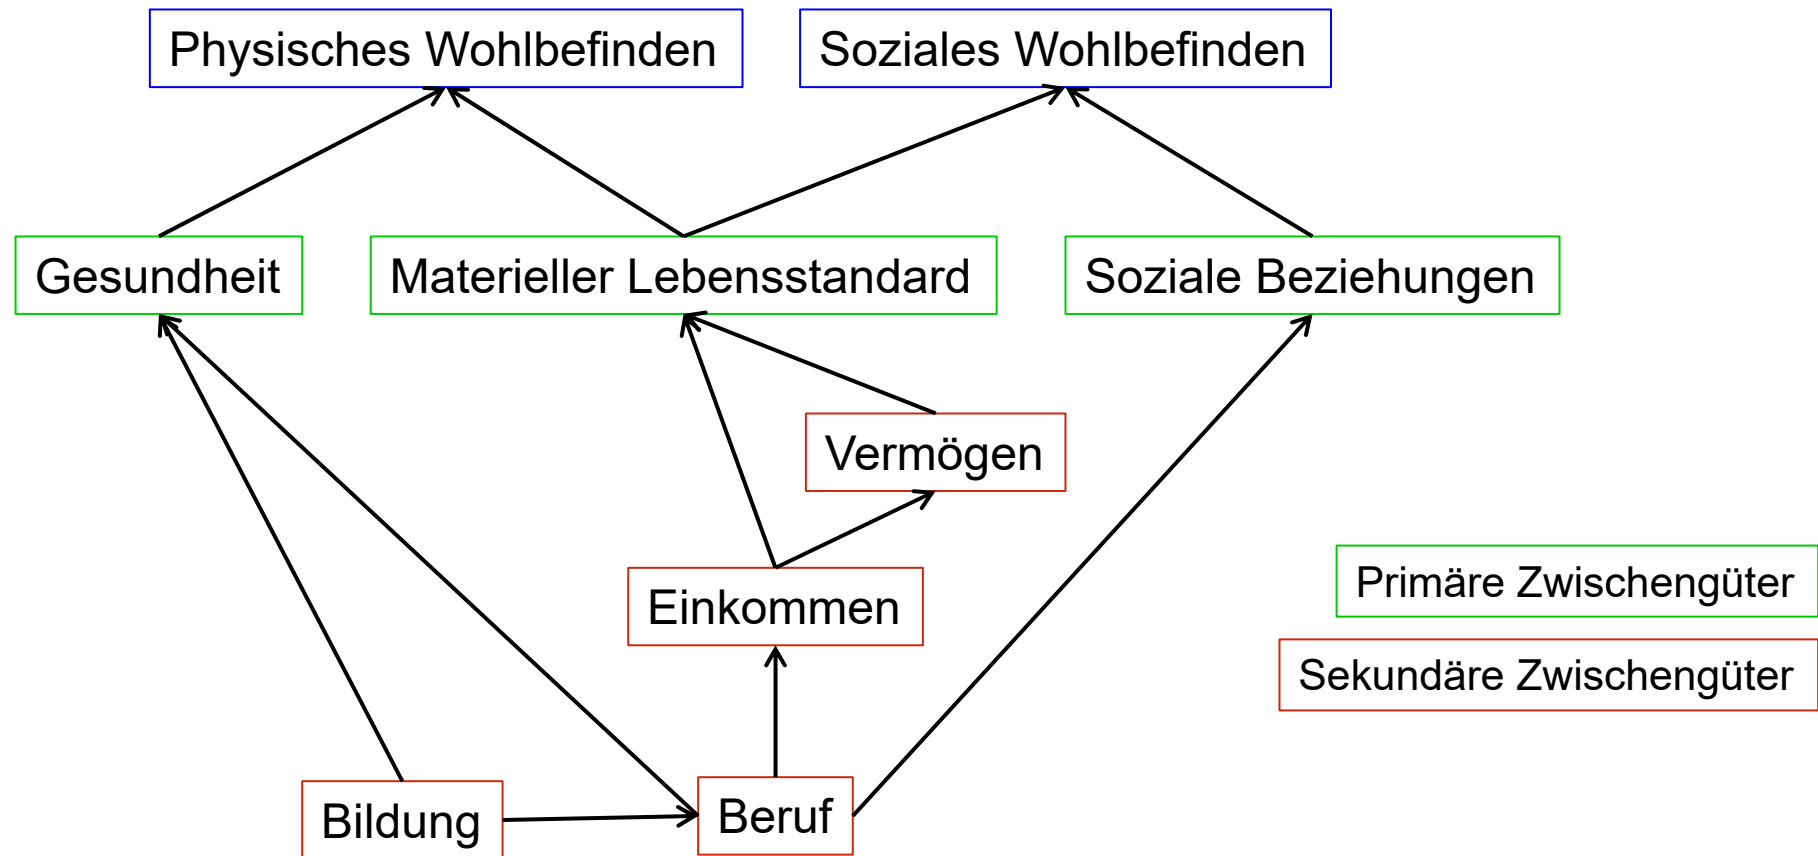 Physisches Wohlbefinden
Soziales Wohlbefinden
Gesundheit
Materieller Lebensstandard
Soziale Beziehungen
Vermögen
Einkommen
Primäre Zwischengüter
Sekundäre Zwischengüter
Bildung
Beruf